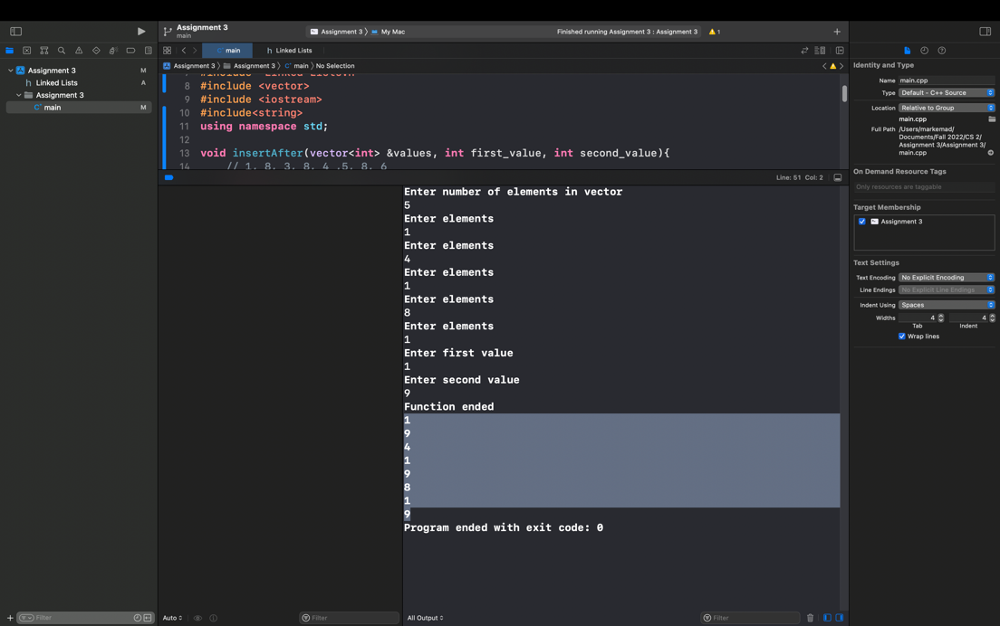 Assignment 3
main
Assignment 3 〉 My Mac
Finished running Assignment 3 : Assignment 3
1
main
Linked Lists
Assignment 3 〉 Assignment 3 〉 main 〉 No Selection
Assignment 3 M
Linked Lists A
Assignment 3
main M
8 #include <vector>
9 #include <iostream>
10 #include<string>
11 using namespace std;
12
13 void insertAfter(vector<int> &values, int first_value, int second_value){
14 // 1, 8, 3, 8, 4 ,5, 8, 6
Line: 51 Col: 2
Enter number of elements in vector
5
Enter elements
1
Enter elements
4
Enter elements
1
Enter elements
8
Enter elements
1
Enter first value
1
Enter second value
9
Function ended
1
9
4
1
9
8
1
9
Program ended with exit code: 0
Identity and Type
Name main.cpp
Type Default - C++ Source
Location Relative to Group
main.cpp
Full Path /Users/markemad/
Documents/Fall 2022/CS 2/
Assignment 3/Assignment 3/
main.cpp
On Demand Resource Tags
Only resources are taggable
Target Membership
Assignment 3
Text Settings
Text Encoding No Explicit Encoding
Line Endings No Explicit Line Endings
Indent Using Spaces
Widths 4 4
Tab Indent
Wrap lines
Filter
Auto
Filter
All Output
Filter